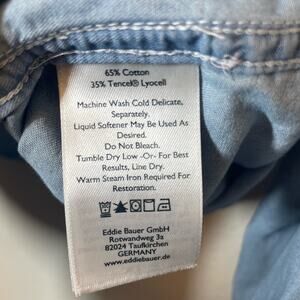 65% Cotton
35% Tencel® Lyocell
Machine Wash Cold Delicate,
Separately.
Liquid Softener May Be Used As
Desired.
Do Not Bleach.
Tumble Dry Low -Or- For Best
Results, Line Dry.
Warm Steam Iron Required For
Restoration.
Eddie Bauer GmbH
Rotwandweg 3a
82024 Taufkirchen
GERMANY
www.eddiebauer.de